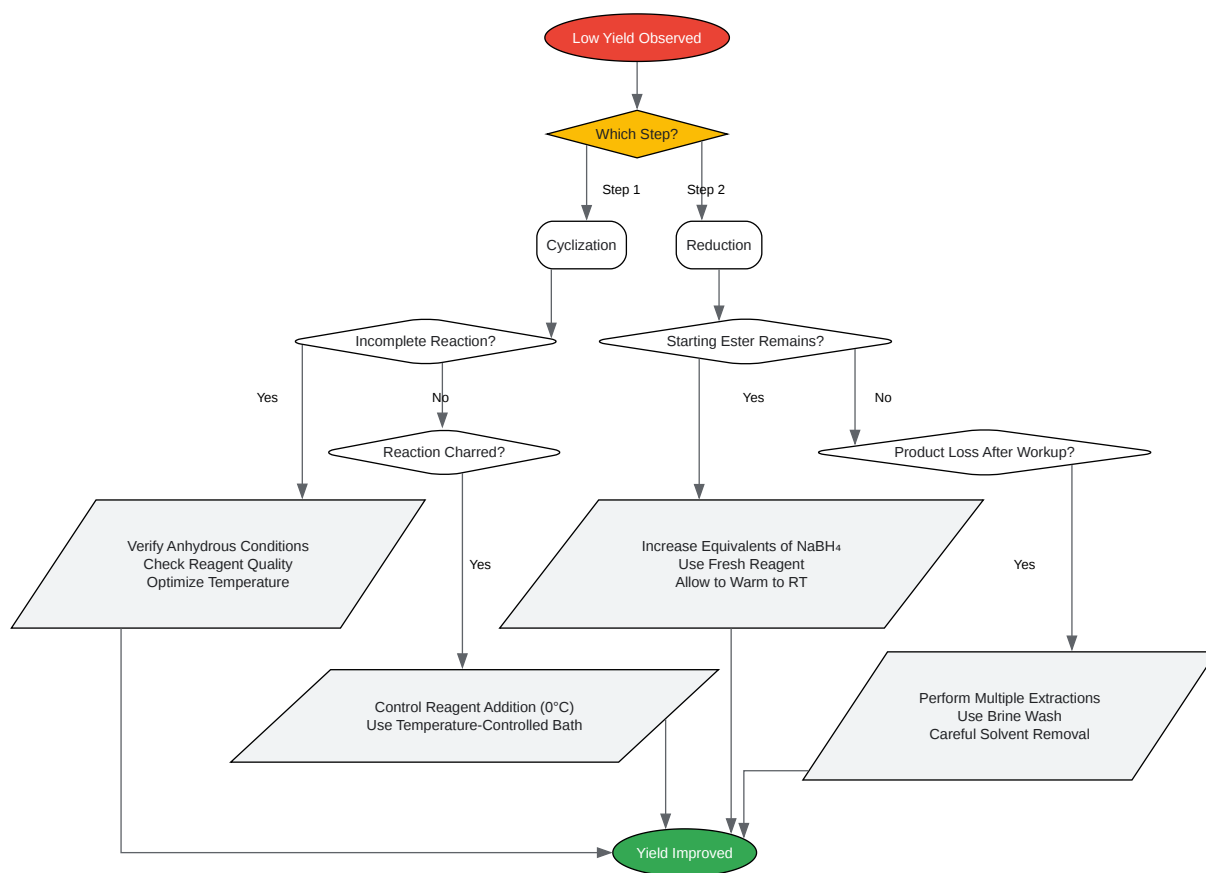 Low Yield Observed
Which Step?
Step 1
Step 2
Cyclization
Reduction
Incomplete Reaction?
Starting Ester Remains?
Yes
No
Yes
No
Reaction Charred?
Product Loss After Workup?
Verify Anhydrous Conditions
Check Reagent Quality
Optimize Temperature
Yes
Increase Equivalents of NaBH₄
Use Fresh Reagent
Allow to Warm to RT
Yes
Control Reagent Addition (0°C)
Use Temperature-Controlled Bath
Perform Multiple Extractions
Use Brine Wash
Careful Solvent Removal
Yield Improved